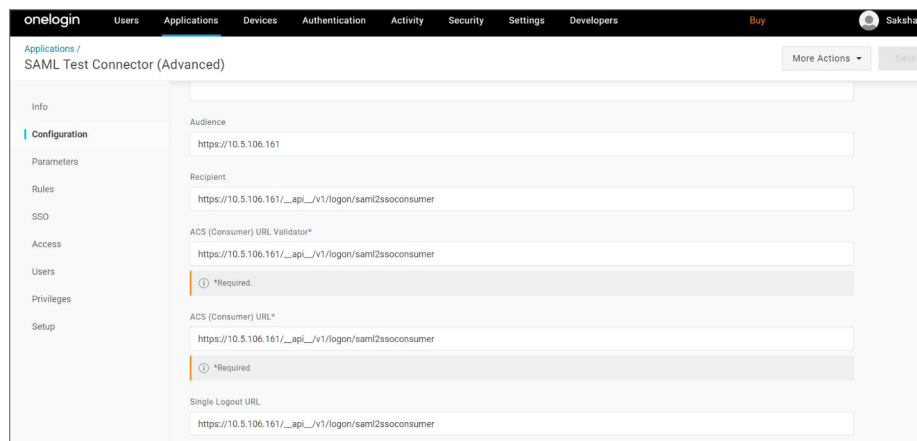 onelogin Users Applications Devices Authentication Activity Security Settings Developers Buy Saksha
Applications /
SAML Test Connector (Advanced)
More Actions
Save
Info
Configuration
Parameters
Rules
SSO
Access
Users
Privileges
Setup
Audience
https://10.5.106.161
Recipient
https://10.5.106.161/__api__/v1/logon/saml2ssoconsumer
ACS (Consumer) URL Validator*
https://10.5.106.161/__api__/v1/logon/saml2ssoconsumer
*Required.
ACS (Consumer) URL*
https://10.5.106.161/__api__/v1/logon/saml2ssoconsumer
*Required
Single Logout URL
https://10.5.106.161/__api__/v1/logon/saml2ssoconsumer